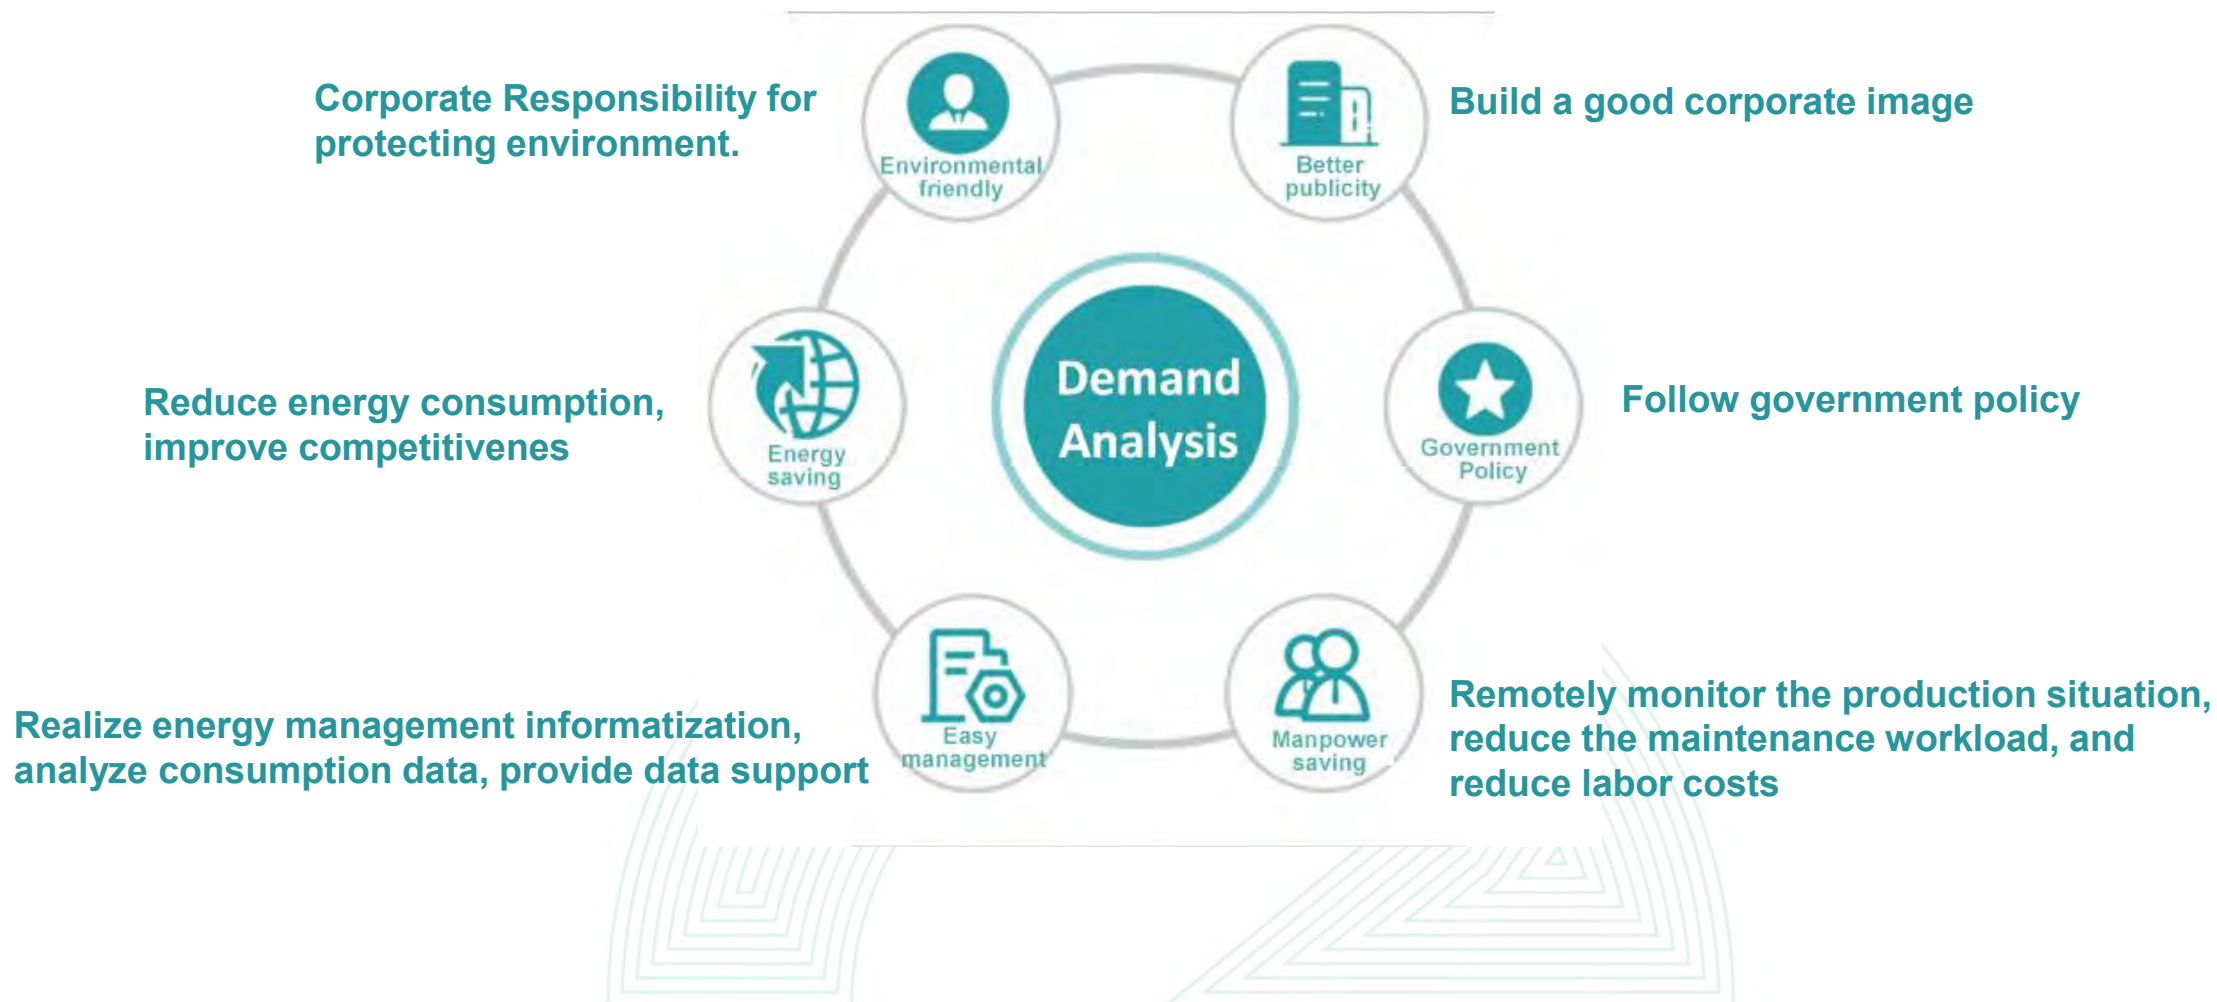 Corporate Responsibility for
protecting environment.
Environmental
friendly
Better
publicity
Build a good corporate image
Reduce energy consumption,
improve competitivenes
Energy
saving
Demand
Analysis
Government
Policy
Follow government policy
Realize energy management informatization,
analyze consumption data, provide data support
Easy
management
Manpower
saving
Remotely monitor the production situation,
reduce the maintenance workload, and
reduce labor costs